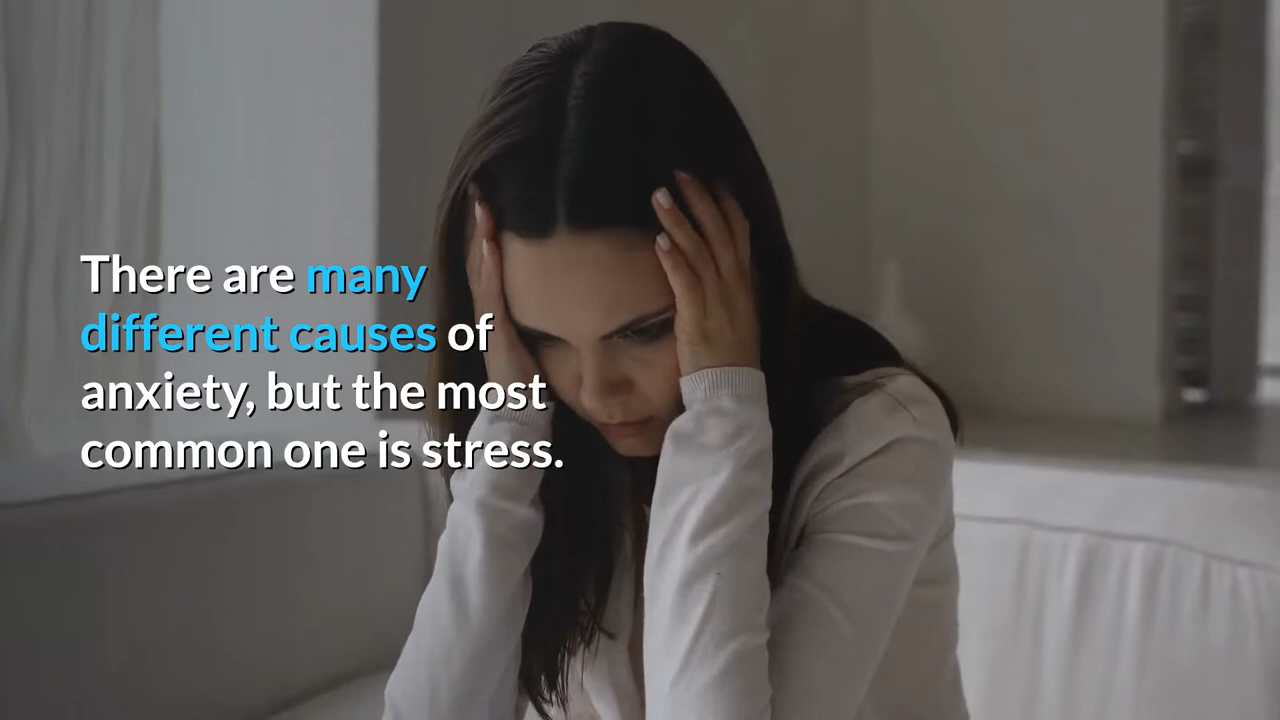 There are many
different causes of
anxiety, but the most
common one is stress.